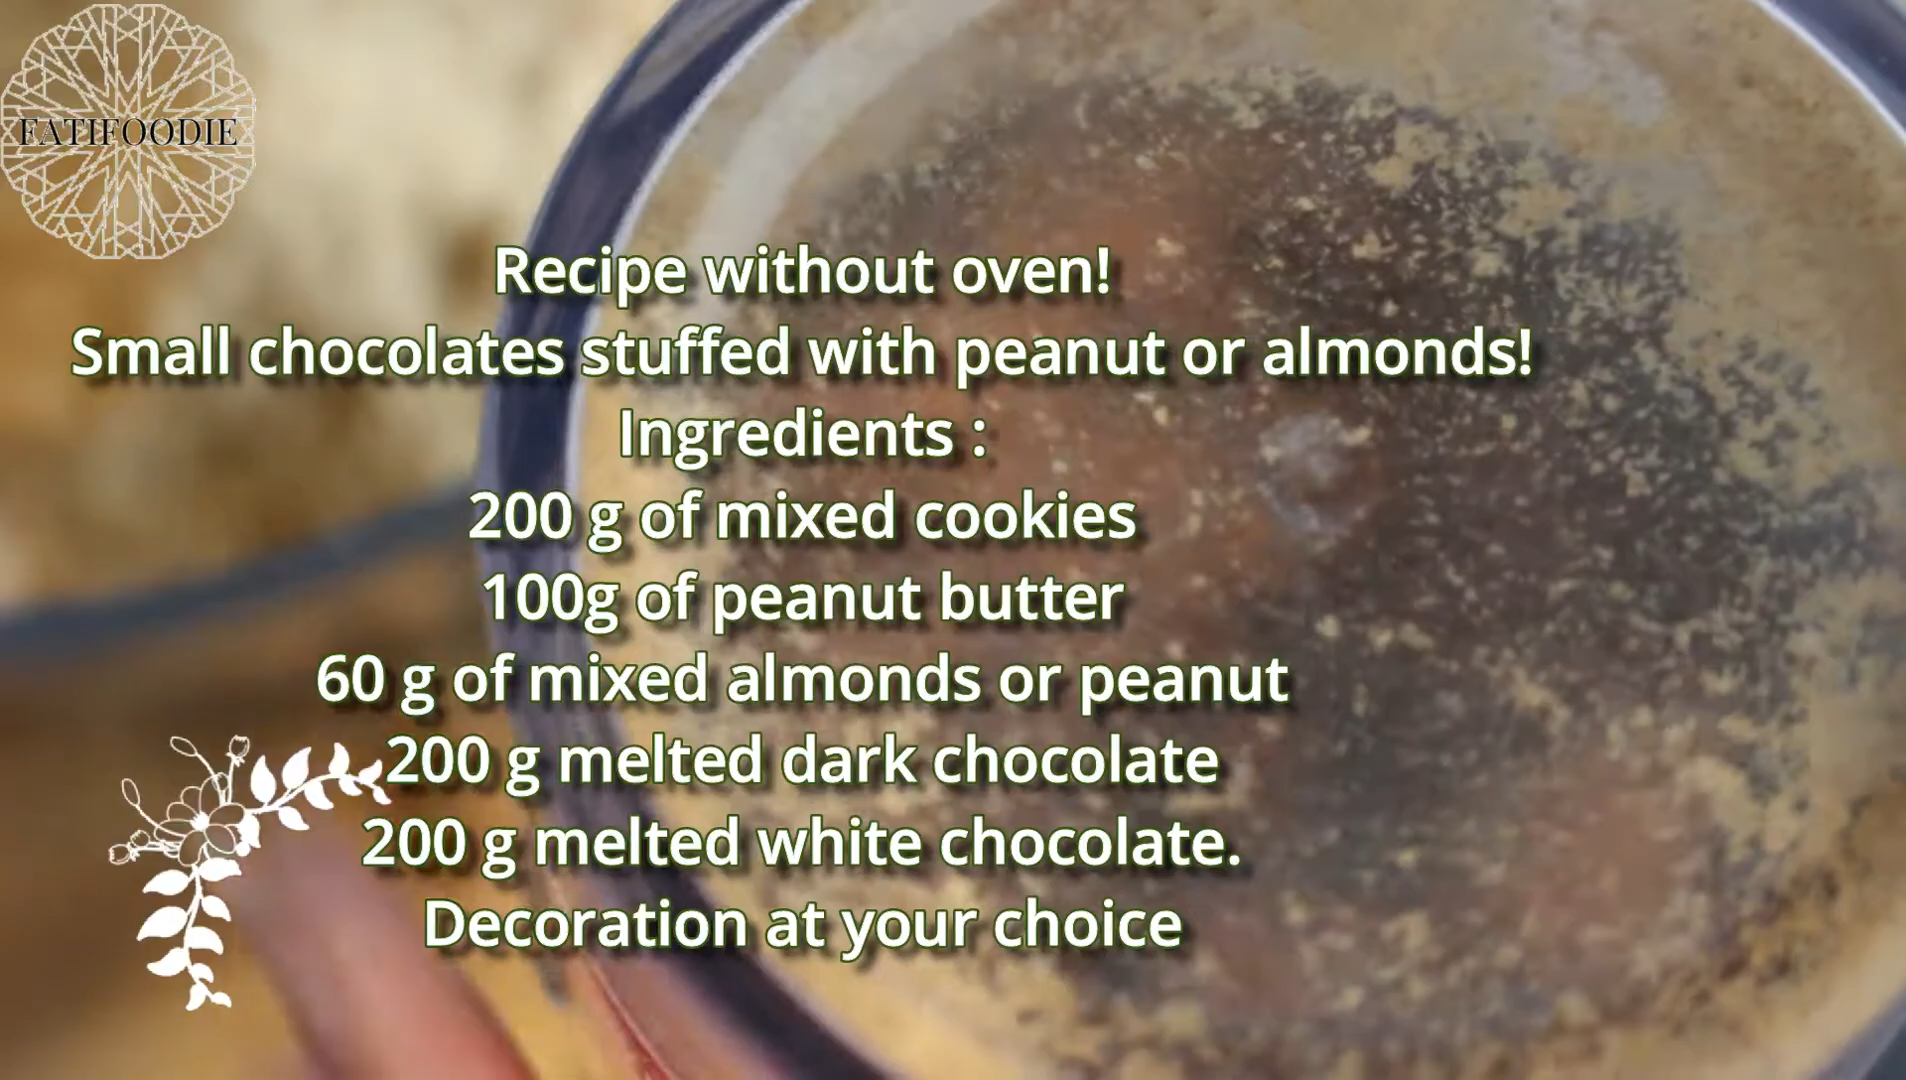 FATIFOODIE
Recipe without oven!
Small chocolates stuffed with peanut or almonds!
Ingredients :
200 g of mixed cookies
100g of peanut butter
60 g of mixed almonds or peanut
200 g melted dark chocolate
200 g melted white chocolate.
Decoration at your choice